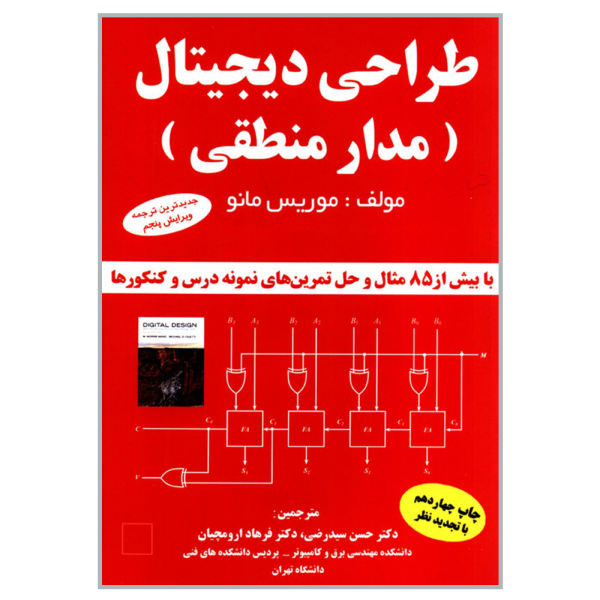 طراحی دیجیتال
( مدار منطقی )
مولف : موریس مانو
جدیدترین ترجمه
ویرایش پنجم
با بیش از ۸۵ مثال و حل تمرین‌های نمونه درس و کنکورها
DIGITAL DESIGN
B₃ A₃ B₂ A₂ B₁ A₁ B₀ A₀
M
C₄ C₃ C₂ C₁ C₀
C FA FA FA FA
V S₃ S₂ S₁ S₀
چاپ چهاردهم
با تجدید نظر
مترجمین:
دکتر حسن سیدرضی، دکتر فرهاد ارومچیان
دانشکده مهندسی برق و کامپیوتر _ پردیس دانشکده های فنی
دانشگاه تهران